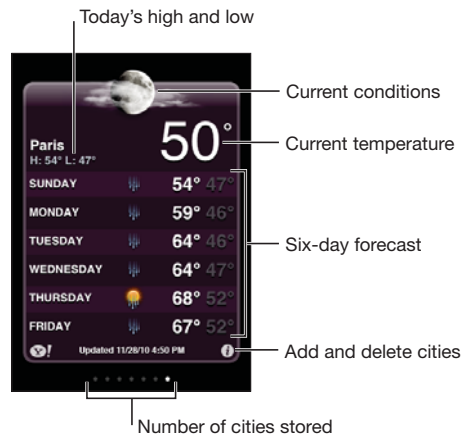 Today's high and low
Current conditions
50°
Current temperature
Paris
H: 54° L: 47°
SUNDAY 54° 47°
MONDAY 59° 46°
TUESDAY 64° 46°
Six-day forecast
WEDNESDAY 64° 47°
THURSDAY 68° 52°
FRIDAY 67° 52°
Y! Updated 11/28/10 4:50 PM i
Add and delete cities
Number of cities stored